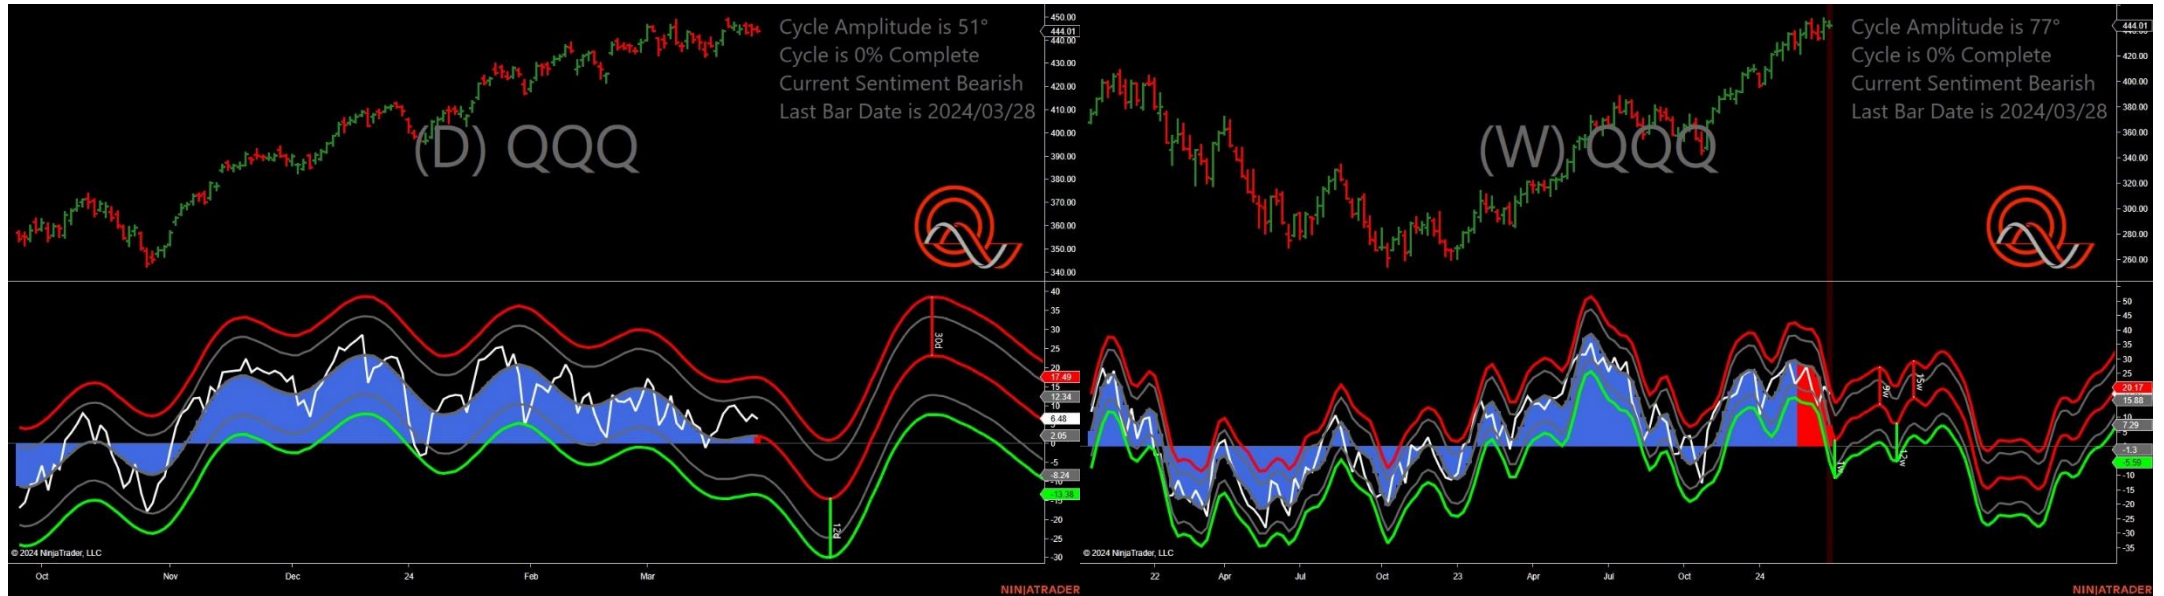 Cycle Amplitude is 51°
Cycle is 0% Complete
Current Sentiment Bearish
Last Bar Date is 2024/03/28
(D) QQQ
450.00
444.01
440.00
430.00
420.00
410.00
400.00
390.00
380.00
370.00
360.00
350.00
340.00
40
35
30
25
20
17.49
15
12.34
10
6.48
5
2.05
0
-5
-8.24
-10
-13.38
-15
-20
-25
-30
30d
12d
© 2024 NinjaTrader, LLC
Oct
Nov
Dec
24
Feb
Mar
NINJATRADER
Cycle Amplitude is 77°
Cycle is 0% Complete
Current Sentiment Bearish
Last Bar Date is 2024/03/28
(W) QQQ
444.01
420.00
400.00
380.00
360.00
340.00
320.00
300.00
280.00
260.00
50
45
40
35
30
25
20.17
15.88
10
7.29
5
-1.3
-5.59
-10
-15
-20
-25
-30
-35
9w
15w
1w
12w
© 2024 NinjaTrader, LLC
22
Apr
Jul
Oct
23
Apr
Jul
Oct
24
NINJATRADER